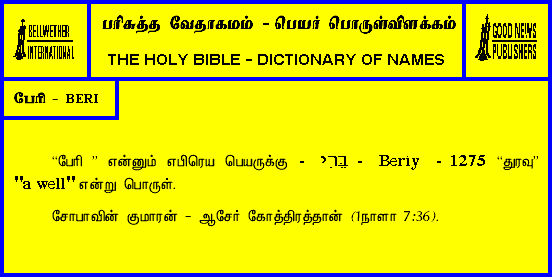 BELLWETHER
INTERNATIONAL
பரிசுத்த வேதாகமம் - பெயர் பொருள்விளக்கம்
THE HOLY BIBLE - DICTIONARY OF NAMES
GOOD NEWS
PUBLISHERS
பேரி - BERI
“பேரி ” என்னும் எபிரெய பெயருக்கு - בֵּרִי - Beriy - 1275 “துரவு”
"a well" என்று பொருள்.
சோபாவின் குமாரன் - ஆசேர் கோத்திரத்தான் (1நாளா 7:36).